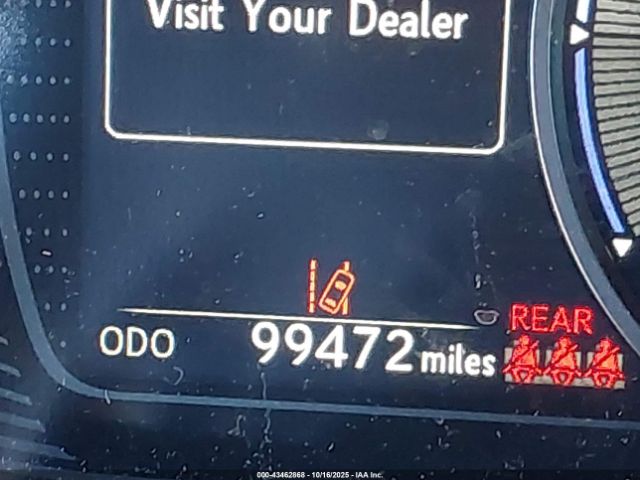 Visit Your Dealer
REAR
ODO 99472 miles
000-43462868 - 10/16/2025 - IAA Inc.